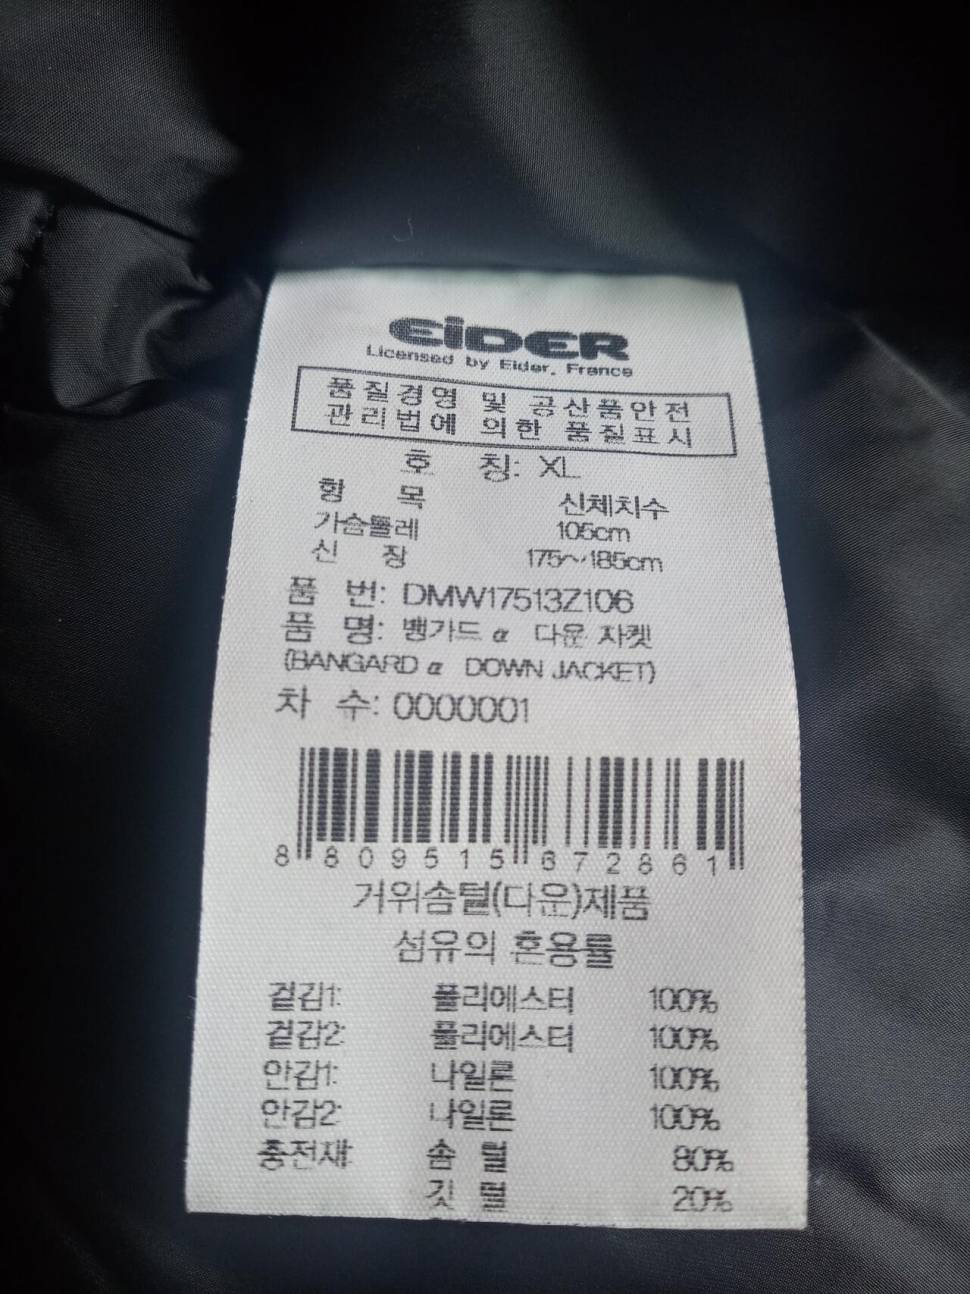 EiDER
Licensed by Eider, France
품질경영 및 공산품안전
관리법에 의한 품질표시
호 칭: XL
항 목 신체치수
가슴둘레 105cm
신 장 175~185cm
품 번: DMW17513Z106
품 명: 뱅가드 α 다운 자켓
(BANGARD α DOWN JACKET)
차 수: 0000001
8 809515 672861
거위솜털(다운)제품
섬유의 혼용률
겉감1: 폴리에스터 100%
겉감2: 폴리에스터 100%
안감1: 나일론 100%
안감2: 나일론 100%
충전재: 솜 털 80%
깃 털 20%